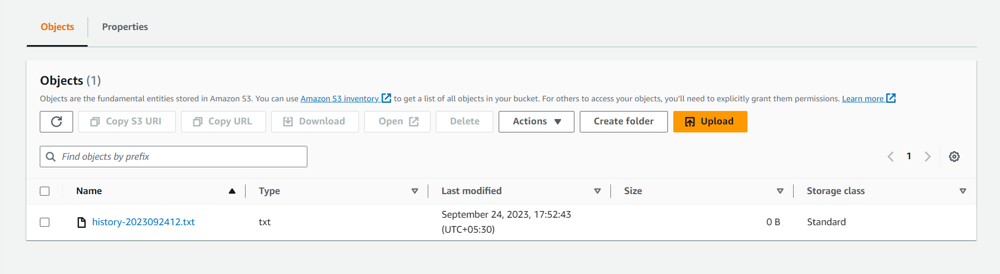 Objects
Properties
Objects (1)
Objects are the fundamental entities stored in Amazon S3. You can use Amazon S3 inventory to get a list of all objects in your bucket. For others to access your objects, you'll need to explicitly grant them permissions. Learn more
Copy S3 URI
Copy URL
Download
Open
Delete
Actions
Create folder
Upload
Find objects by prefix
1
Name
Type
Last modified
Size
Storage class
history-2023092412.txt
txt
September 24, 2023, 17:52:43
(UTC+05:30)
0 B
Standard